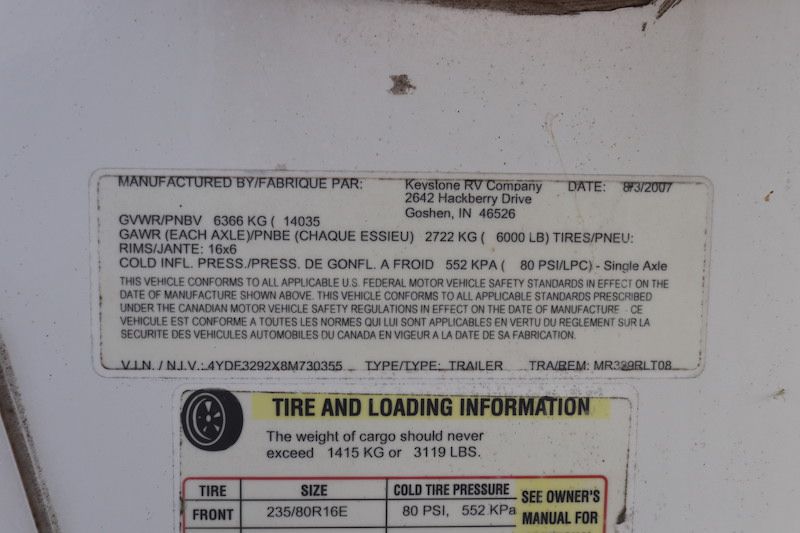 MANUFACTURED BY/FABRIQUE PAR: Keystone RV Company DATE: 8/3/2007
2642 Hackberry Drive
Goshen, IN 46526
GVWR/PNBV 6366 KG ( 14035
GAWR (EACH AXLE)/PNBE (CHAQUE ESSIEU) 2722 KG ( 6000 LB) TIRES/PNEU:
RIMS/JANTE: 16x6
COLD INFL. PRESS./PRESS. DE GONFL. A FROID 552 KPA ( 80 PSI/LPC) - Single Axle
THIS VEHICLE CONFORMS TO ALL APPLICABLE U.S. FEDERAL MOTOR VEHICLE SAFETY STANDARDS IN EFFECT ON THE
DATE OF MANUFACTURE SHOWN ABOVE. THIS VEHICLE CONFORMS TO ALL APPLICABLE STANDARDS PRESCRIBED
UNDER THE CANADIAN MOTOR VEHICLE SAFETY REGULATIONS IN EFFECT ON THE DATE OF MANUFACTURE - CE
VEHICULE EST CONFORME A TOUTES LES NORMES QUI LUI SONT APPLICABLES EN VERTU DU REGLEMENT SUR LA
SECURITE DES VEHICULES AUTOMOBILES DU CANADA EN VIGEUR A LA DATE DE SA FABRICATION.
V.I.N. / N.I.V.: 4YDF3292X8M730355 TYPE/TYPE: TRAILER TRA/REM: MR329RLT08
TIRE AND LOADING INFORMATION
The weight of cargo should never
exceed 1415 KG or 3119 LBS.
TIRE SIZE COLD TIRE PRESSURE SEE OWNER'S
FRONT 235/80R16E 80 PSI, 552 KPa MANUAL FOR